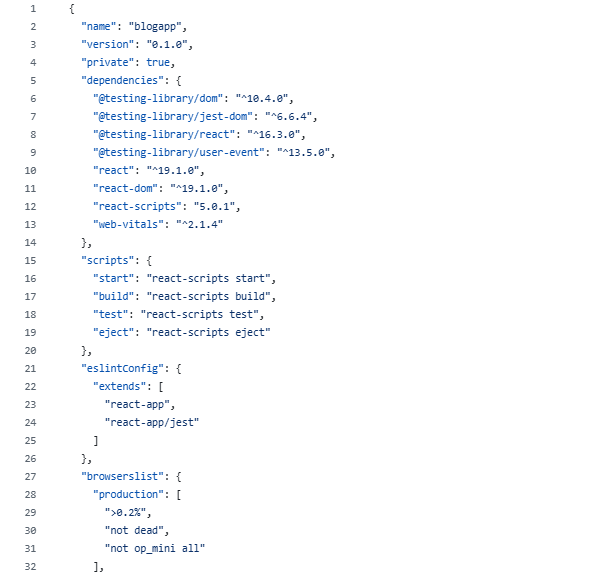 1 {
2 "name": "blogapp",
3 "version": "0.1.0",
4 "private": true,
5 "dependencies": {
6 "@testing-library/dom": "^10.4.0",
7 "@testing-library/jest-dom": "^6.6.4",
8 "@testing-library/react": "^16.3.0",
9 "@testing-library/user-event": "^13.5.0",
10 "react": "^19.1.0",
11 "react-dom": "^19.1.0",
12 "react-scripts": "5.0.1",
13 "web-vitals": "^2.1.4"
14 },
15 "scripts": {
16 "start": "react-scripts start",
17 "build": "react-scripts build",
18 "test": "react-scripts test",
19 "eject": "react-scripts eject"
20 },
21 "eslintConfig": {
22 "extends": [
23 "react-app",
24 "react-app/jest"
25 ]
26 },
27 "browserslist": {
28 "production": [
29 ">0.2%",
30 "not dead",
31 "not op_mini all"
32 ],